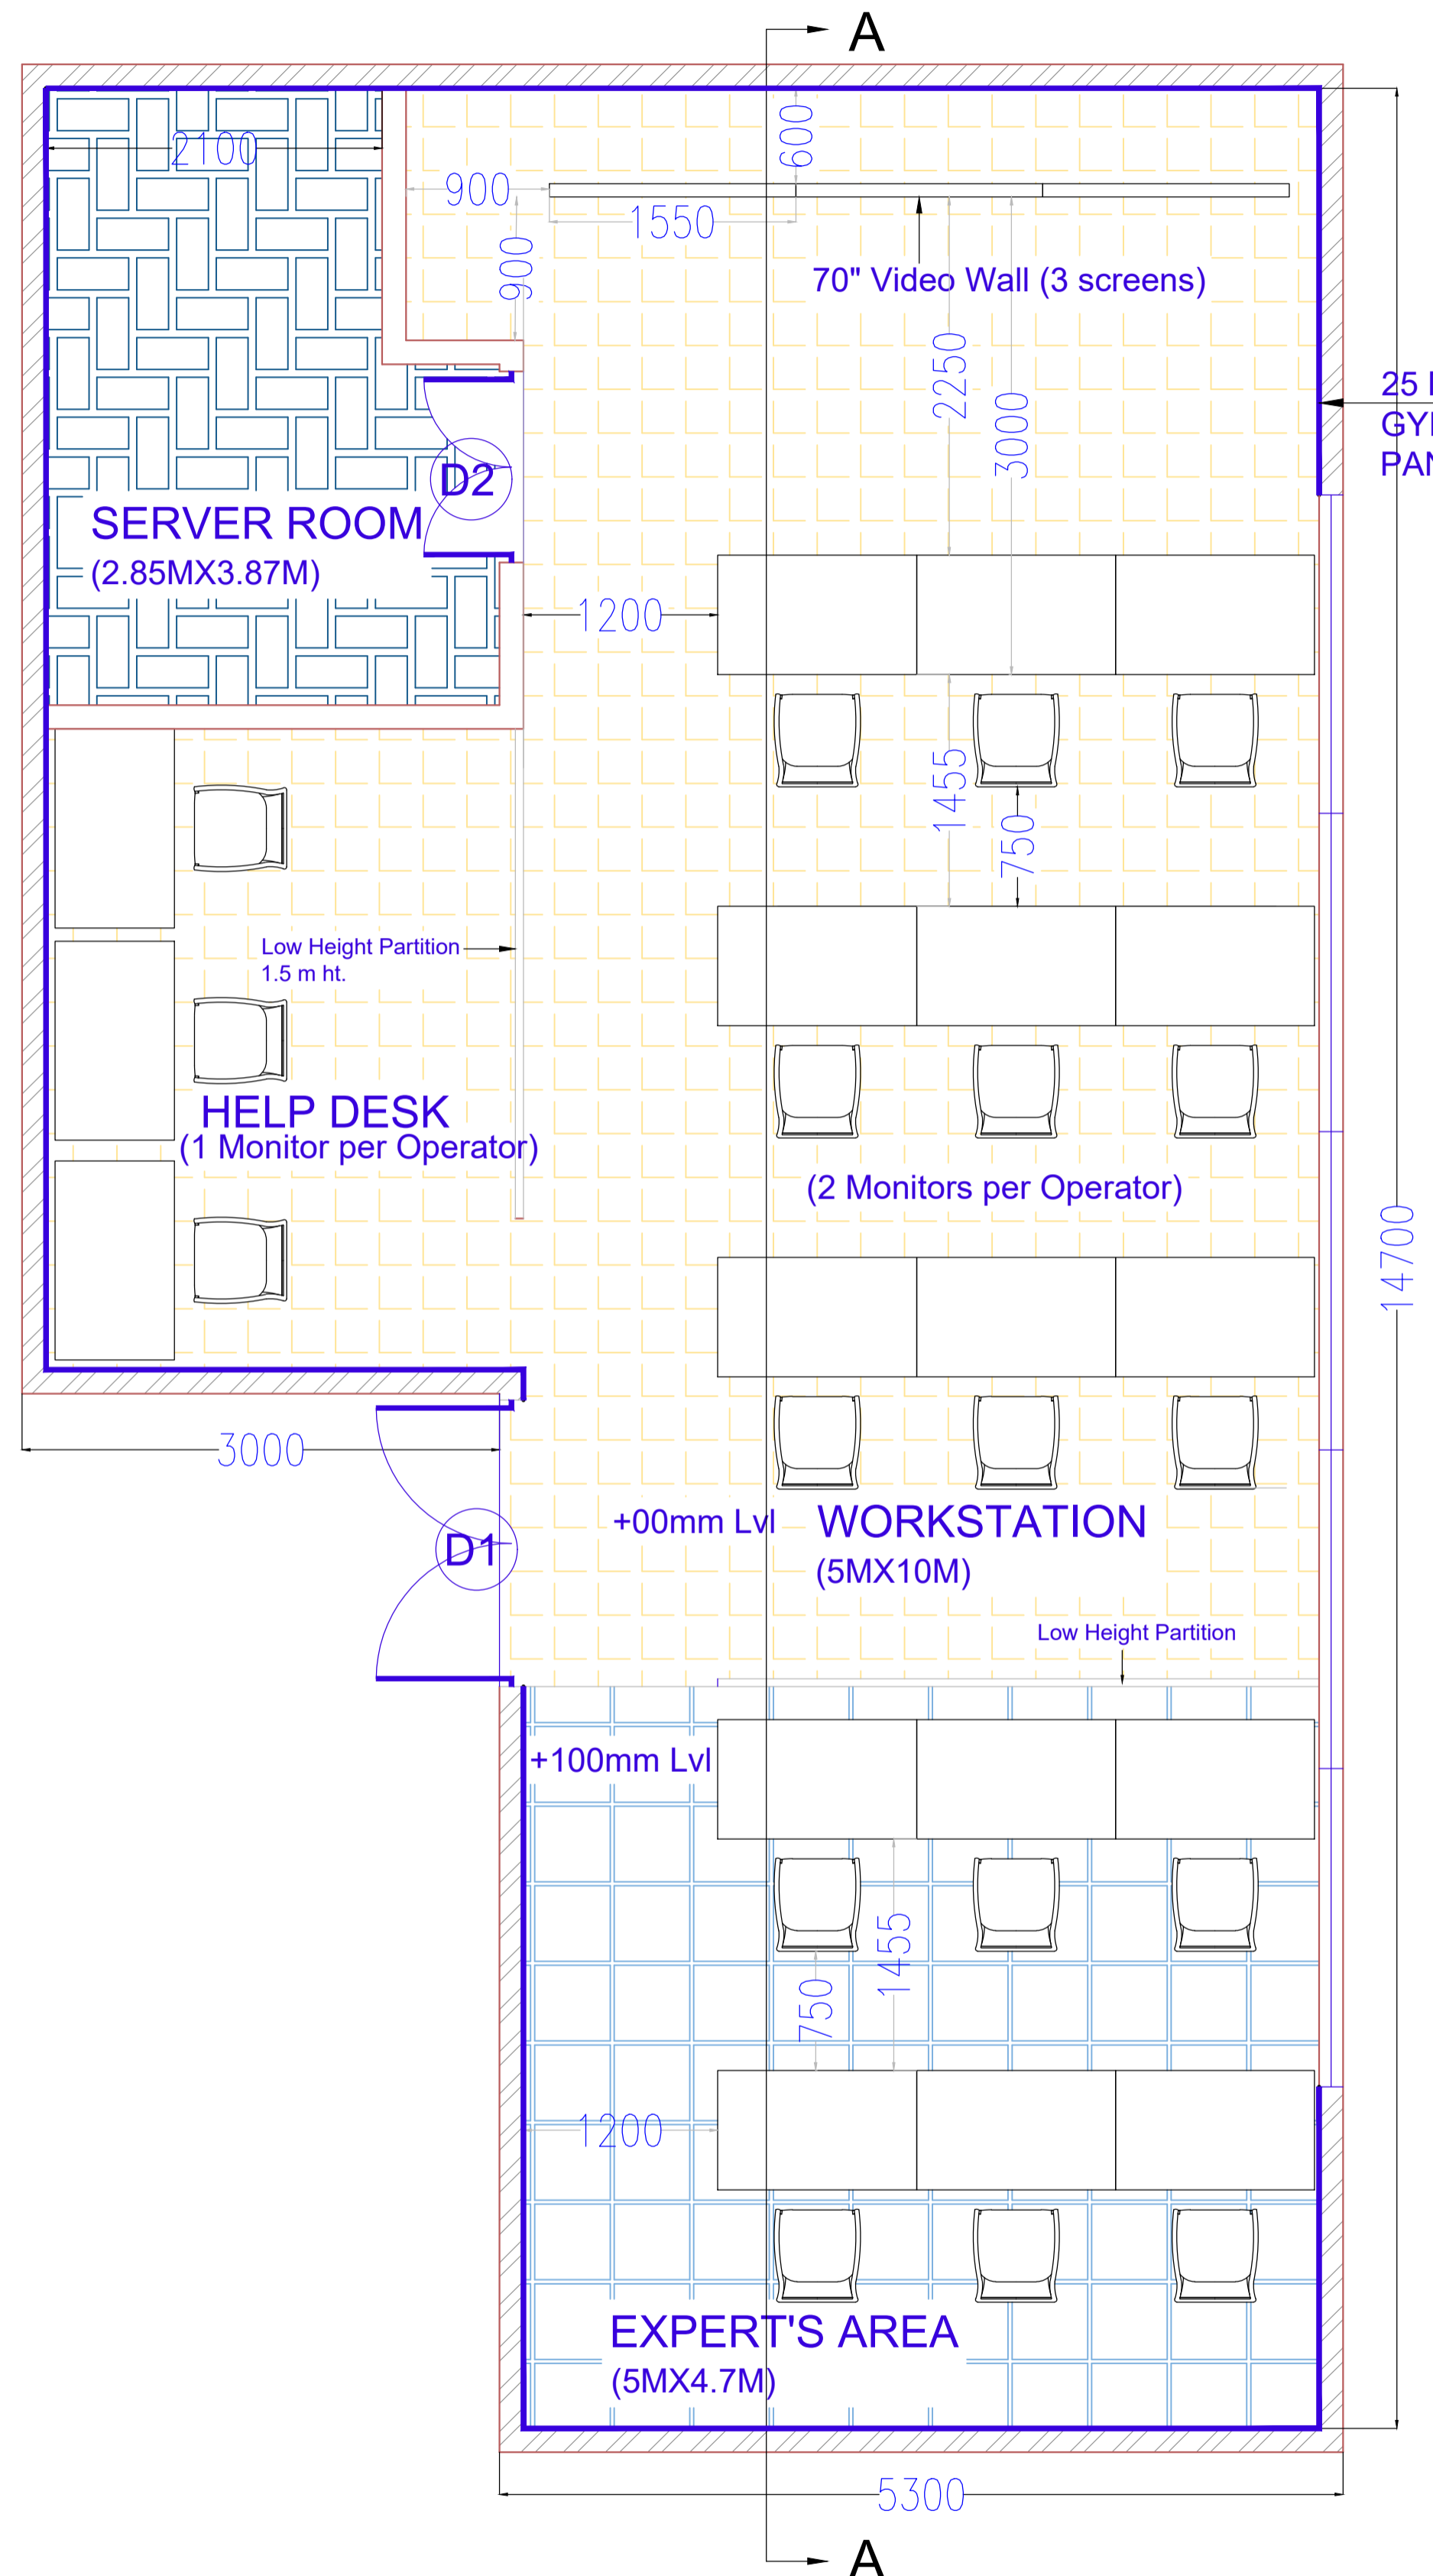 A
2100
600
900
1550
900
70" Video Wall (3 screens)
2250
3000
25
D2
SERVER ROOM
(2.85MX3.87M)
1200
1455
750
Low Height Partition
1.5 m ht.
HELP DESK
(1 Monitor per Operator)
(2 Monitors per Operator)
14700
3000
+00mm Lvl
WORKSTATION
D1
(5MX10M)
Low Height Partition
+100mm Lvl
1455
750
1200
EXPERT'S AREA
(5MX4.7M)
5300
A